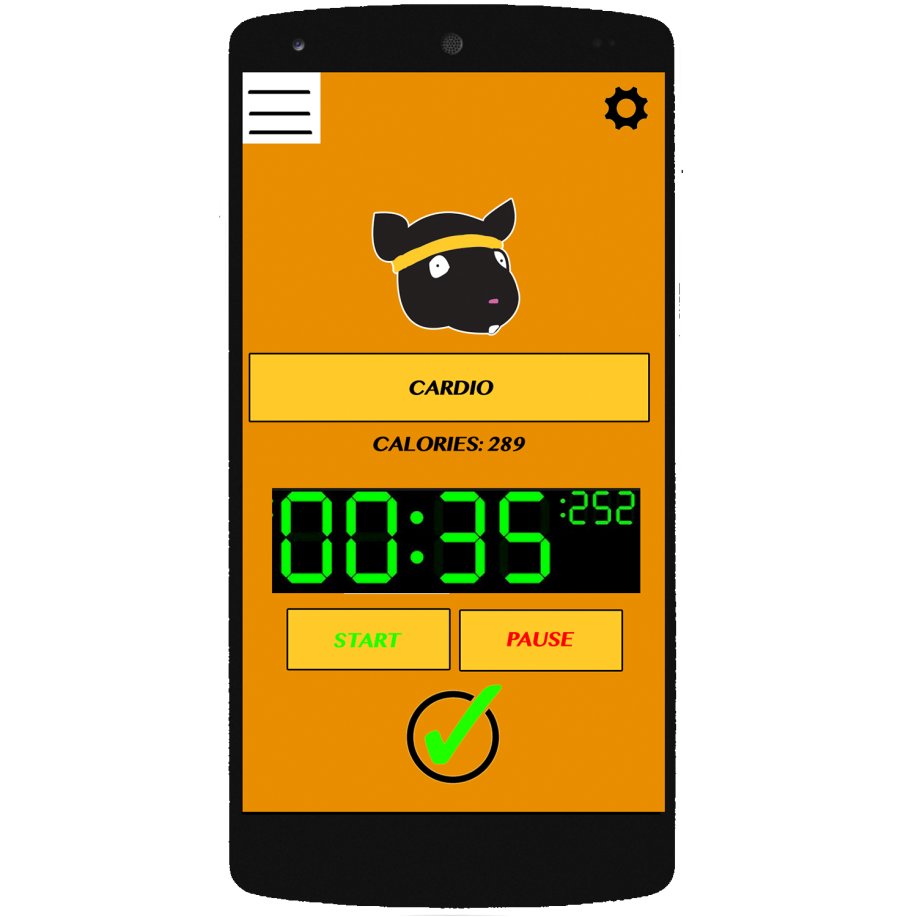 CARDIO
CALORIES: 289
00:35:252
START PAUSE